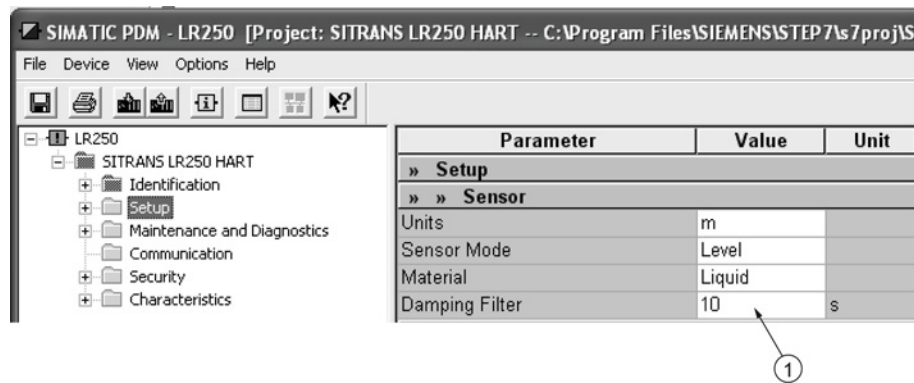 SIMATIC PDM - LR250 [Project: SITRANS LR250 HART -- C:\Program Files\SIEMENS\STEP7\s7proj\S
File Device View Options Help
LR250
SITRANS LR250 HART
Identification
Setup
Maintenance and Diagnostics
Communication
Security
Characteristics
Parameter Value Unit
» Setup
» » Sensor
Units m
Sensor Mode Level
Material Liquid
Damping Filter 10 s
1